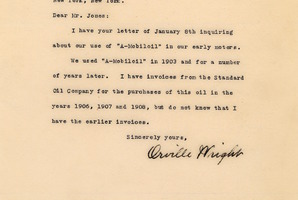 New York, New York.
Dear Mr. Jones:
I have your letter of January 8th inquiring
about our use of "A-Mobiloil" in our early motors.
We used "A-Mobiloil" in 1903 and for a number
of years later. I have invoices from the Standard
Oil Company for the purchases of this oil in the
years 1906, 1907 and 1908, but do not know that I
have the earlier invoices.
Sincerely yours,
Orville Wright